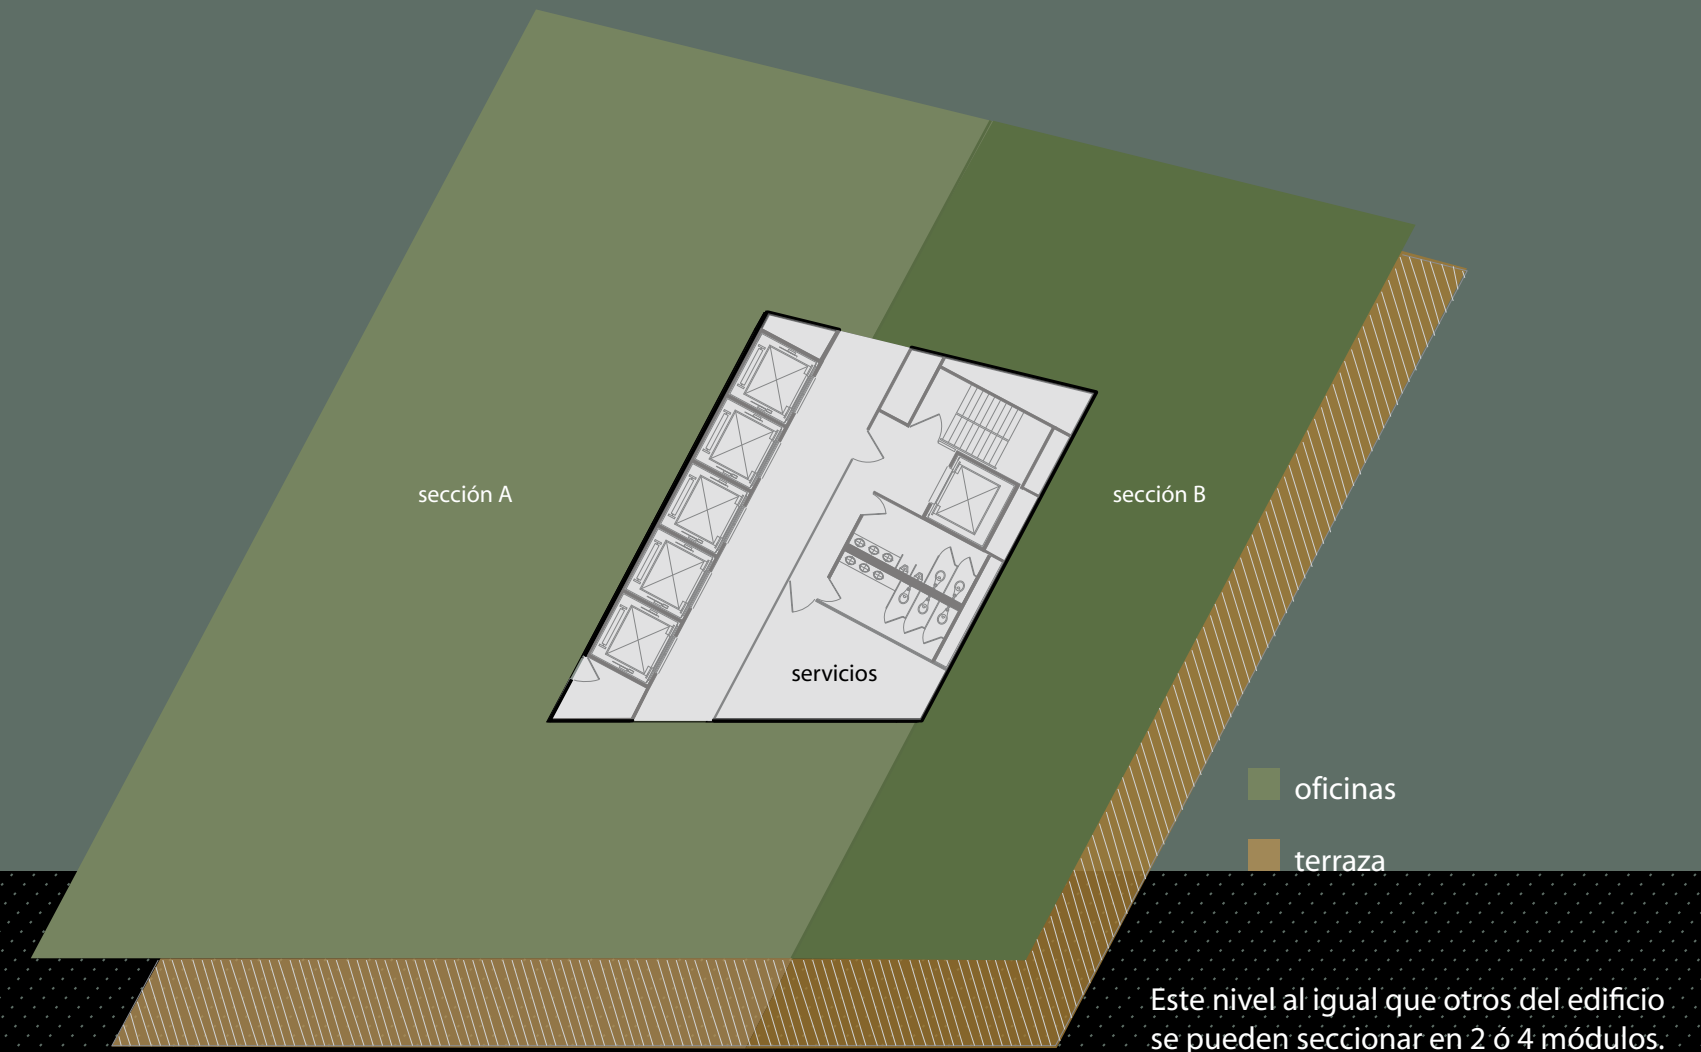 sección A
sección B
servicios
oficinas
terraza
Este nivel al igual que otros del edificio
se pueden seccionar en 2 ó 4 módulos.